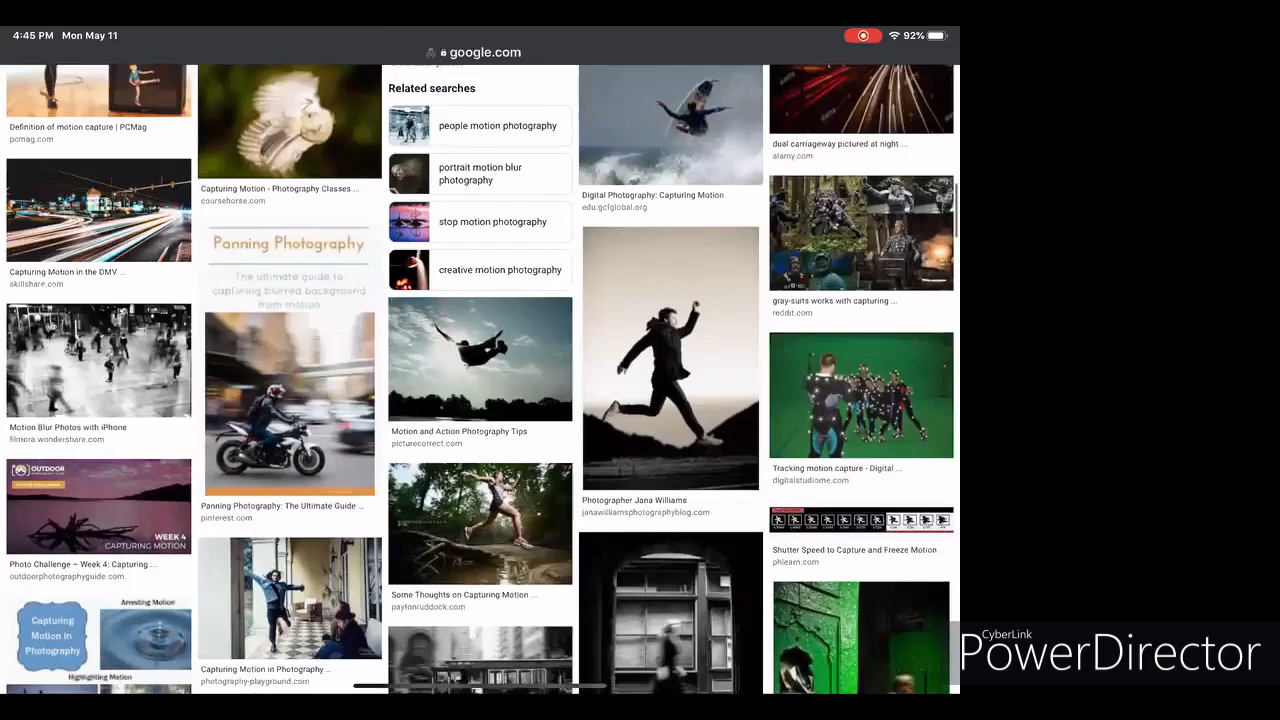 4:45 PM Mon May 11
92%
google.com
Definition of motion capture | PCMag
pcmag.com
Capturing Motion in the DMV ...
skillshare.com
Motion Blur Photos with iPhone
filmora.wondershare.com
OUTDOOR
WEEK 4
CAPTURING MOTION
Photo Challenge – Week 4: Capturing ...
outdoorphotographyguide.com
Capturing
Motion in
Photography
Arresting Motion
Highlighting Motion
Capturing Motion - Photography Classes ...
coursehorse.com
Panning Photography
The ultimate guide to
capturing blurred background
from motion
Panning Photography: The Ultimate Guide ...
pinterest.com
Capturing Motion in Photography ...
photography-playground.com
Related searches
people motion photography
portrait motion blur
photography
stop motion photography
creative motion photography
Motion and Action Photography Tips
picturecorrect.com
Some Thoughts on Capturing Motion ...
paytonruddock.com
Digital Photography: Capturing Motion
edu.gcfglobal.org
Photographer Jana Williams
janawilliamsphotographyblog.com
dual carriageway pictured at night ...
alamy.com
gray-suits works with capturing ...
reddit.com
Tracking motion capture - Digital ...
digitalstudiome.com
Shutter Speed to Capture and Freeze Motion
phlearn.com
CyberLink
PowerDirector